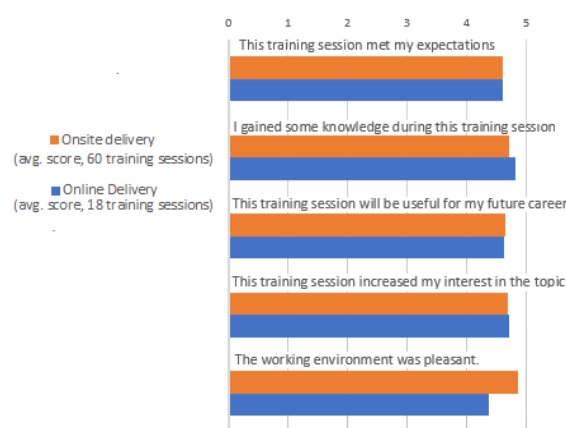 0 1 2 3 4 5
This training session met my expectations
I gained some knowledge during this training session
Onsite delivery
(avg. score, 60 training sessions)
Online Delivery
(avg. score, 18 training sessions)
This training session will be useful for my future career
This training session increased my interest in the topic
The working environment was pleasant.